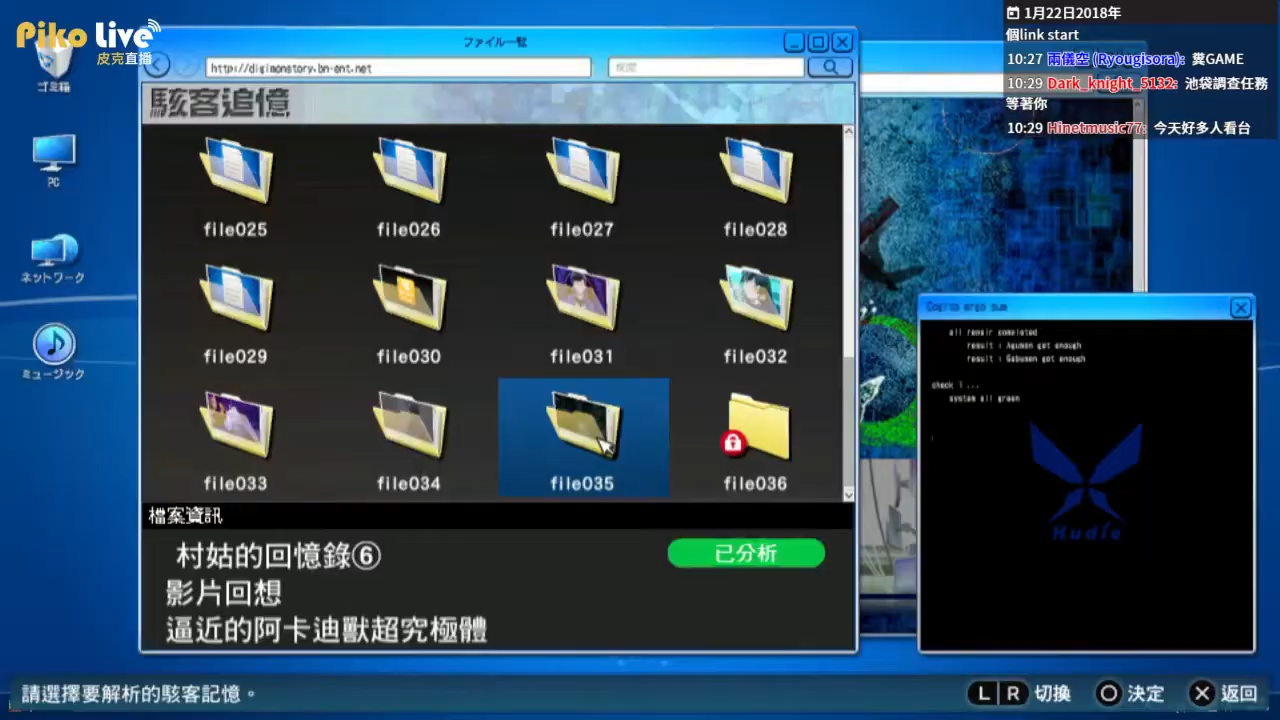 Piko Live
皮克直播
1月22日2018年
個link start
10:27 兩儀空 (Ryougisora): 糞GAME
10:29 Dark_knight_5132: 池袋調查任務
等著你
10:29 Hinetmusic77: 今天好多人看台
ゴミ箱
PC
ネットワーク
ミュージック
ファイル一覧
http://digimonstory.bn-ent.net
検索
駭客追憶
file025
file026
file027
file028
file029
file030
file031
file032
file033
file034
file035
file036
檔案資訊
村姑的回憶錄⑥
已分析
影片回想
逼近的阿卡迪獸超究極體
Cogito ergo sum
all repair completed
result : Agumon got enough
result : Gabumon got enough
check 1 ...
system all green
Hudie
請選擇要解析的駭客記憶。
L R 切換
決定
返回